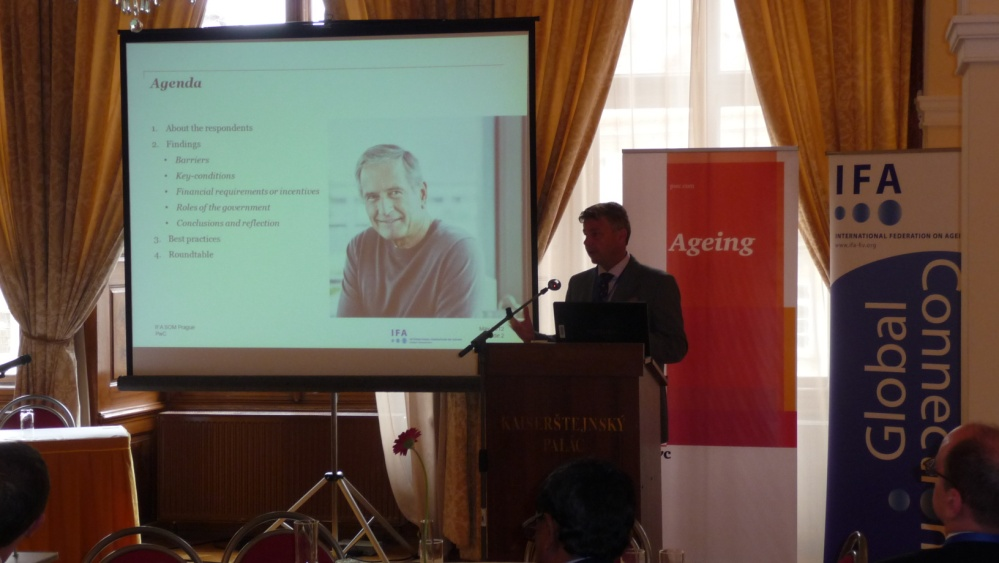 Agenda
1. About the respondents
2. Findings
• Barriers
• Key-conditions
• Financial requirements or incentives
• Roles of the government
• Conclusions and reflection
3. Best practices
4. Roundtable
IFA
KAISERŠTEJNSKÝ
PALÁC
Ageing
IFA
INTERNATIONAL FEDERATION ON AGEI
Global
Connec